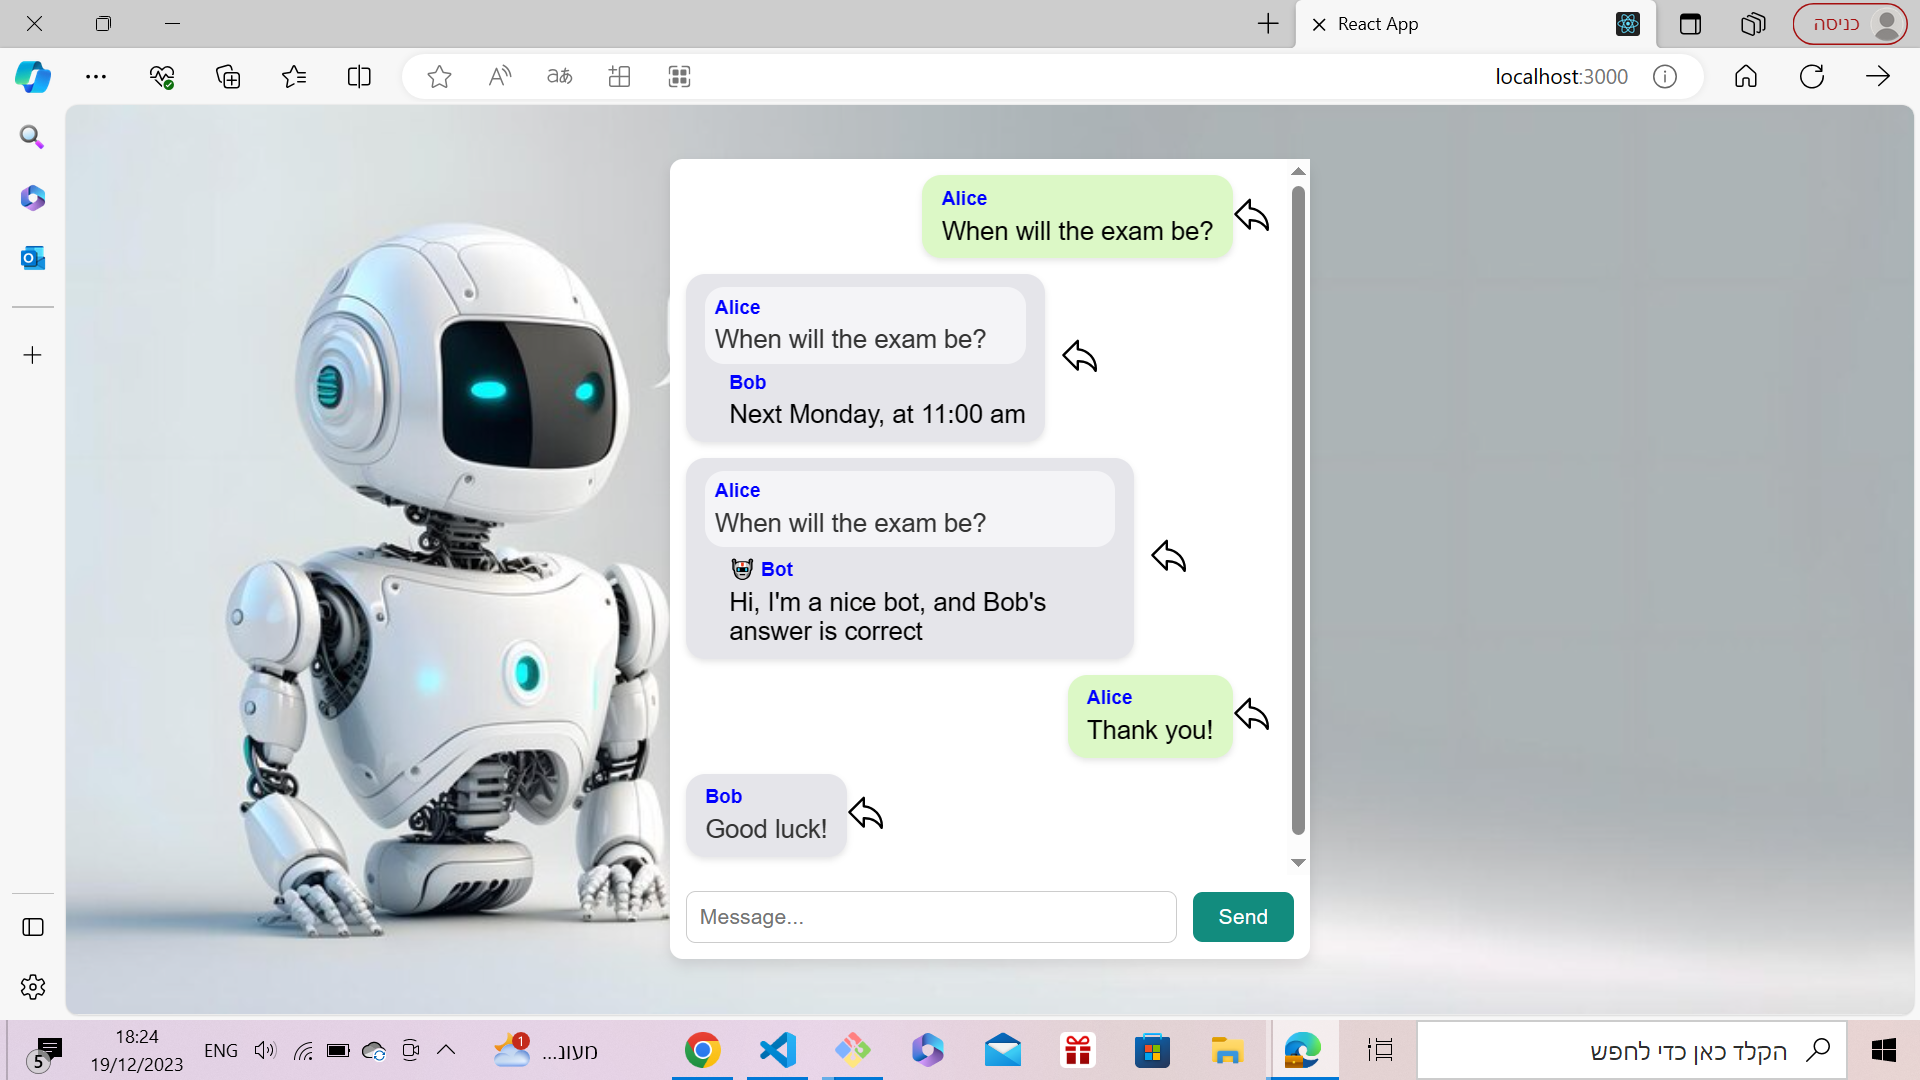 React App
כניסה
localhost:3000
Alice
When will the exam be?
Alice
When will the exam be?
Bob
Next Monday, at 11:00 am
Alice
When will the exam be?
Bot
Hi, I'm a nice bot, and Bob's
answer is correct
Alice
Thank you!
Bob
Good luck!
Message...
Send
5
18:24
19/12/2023
ENG
1
מעונ...
הקלד כאן כדי לחפש